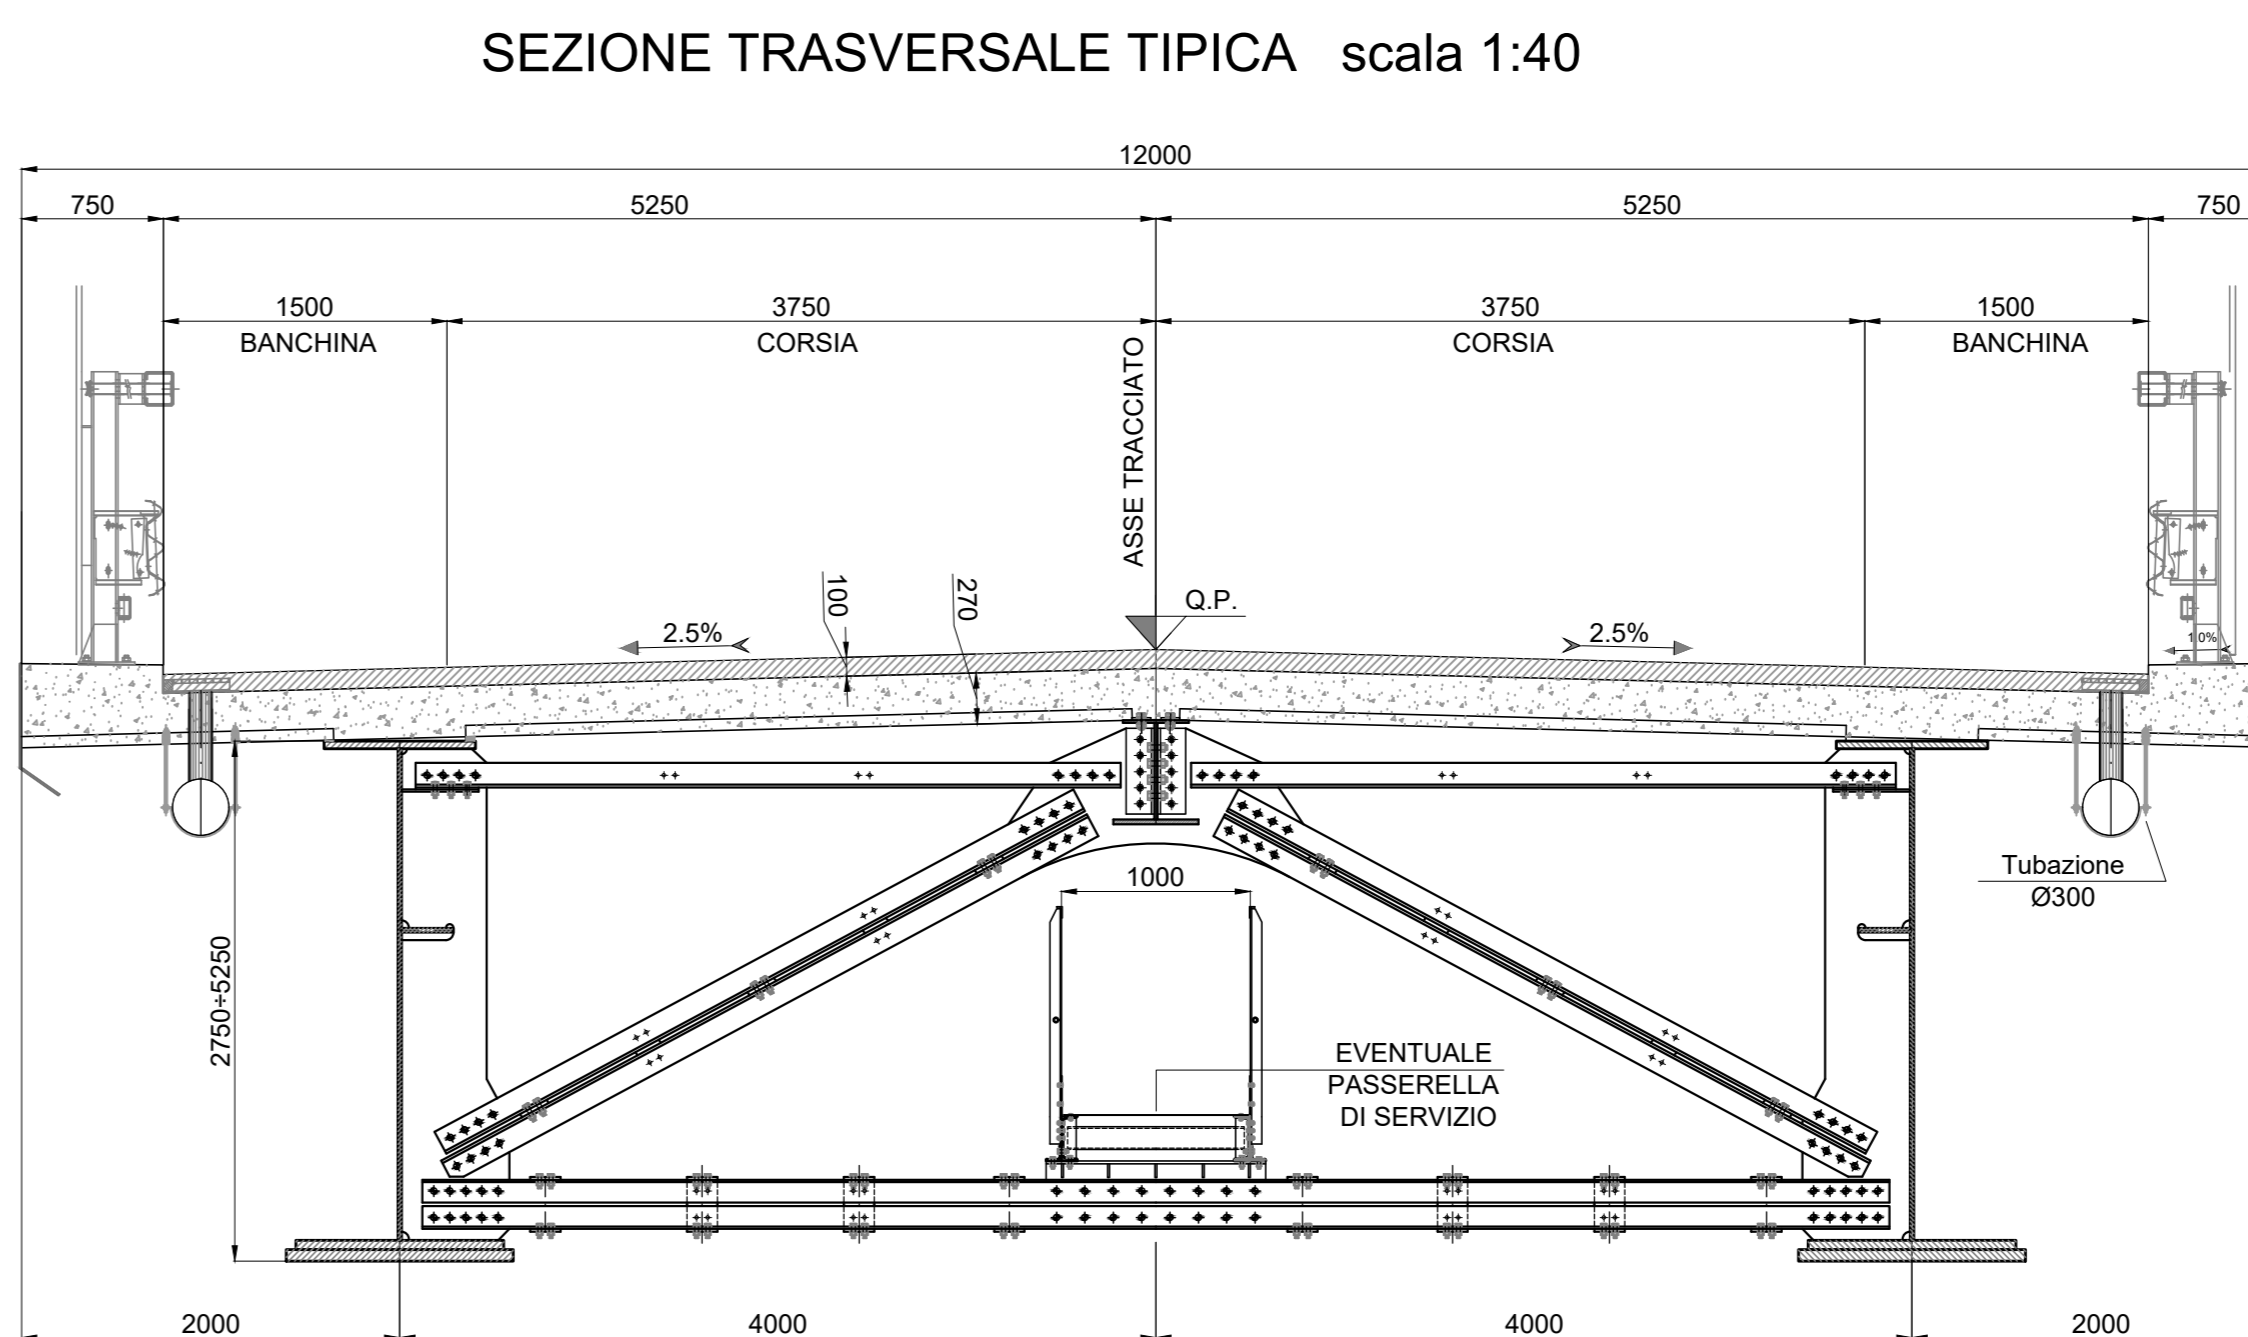 SEZIONE TRASVERSALE TIPICA scala 1:40
12000
750 5250 5250 750
1500 3750 3750 1500
BANCHINA CORSIA CORSIA BANCHINA
ASSE TRACCIATO
100
270
Q.P.
2.5% 2.5%
1.0%
1000
Tubazione
Ø300
2750÷5250
EVENTUALE
PASSERELLA
DI SERVIZIO
2000 4000 4000 2000